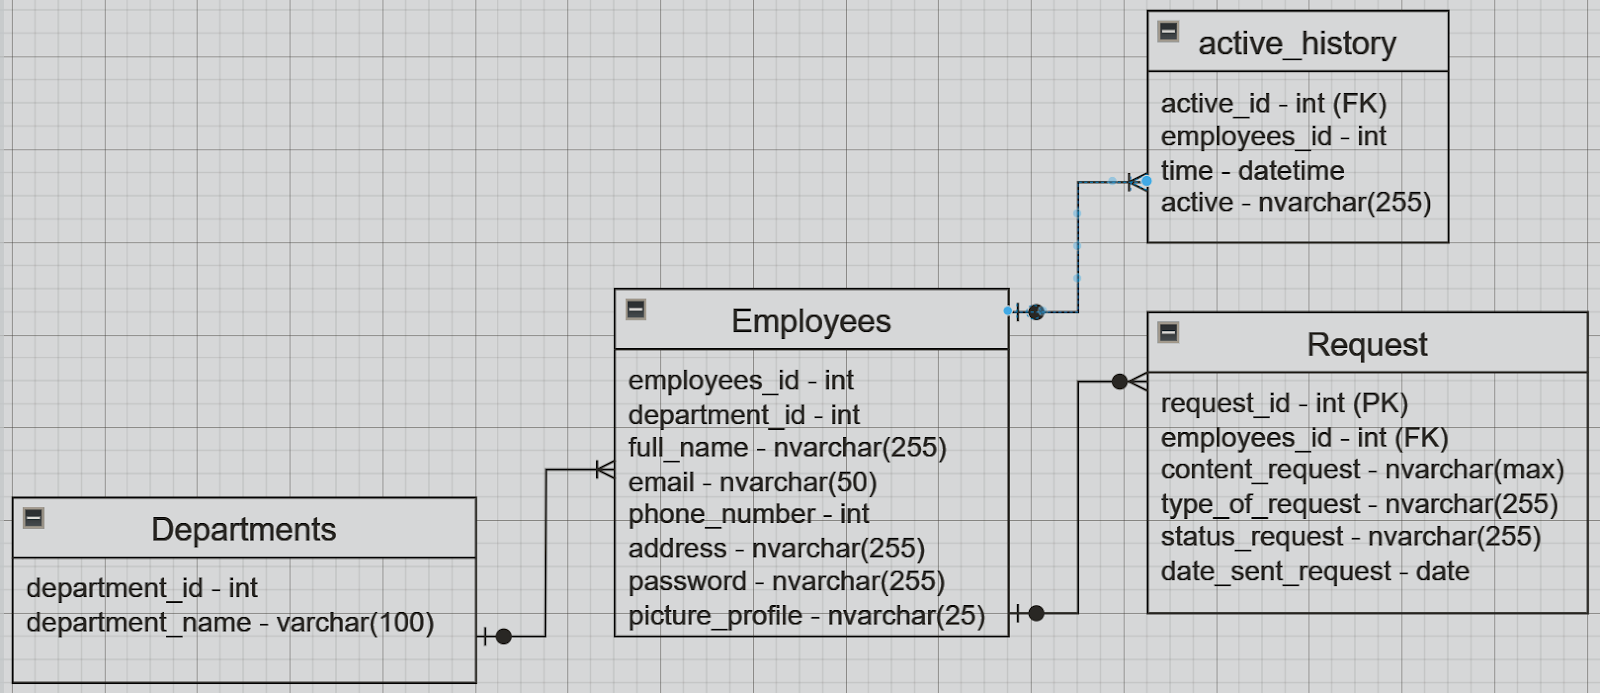 active_history
active_id - int (FK)
employees_id - int
time - datetime
active - nvarchar(255)
Employees
employees_id - int
department_id - int
full_name - nvarchar(255)
email - nvarchar(50)
phone_number - int
address - nvarchar(255)
password - nvarchar(255)
picture_profile - nvarchar(25)
Request
request_id - int (PK)
employees_id - int (FK)
content_request - nvarchar(max)
type_of_request - nvarchar(255)
status_request - nvarchar(255)
date_sent_request - date
Departments
department_id - int
department_name - varchar(100)